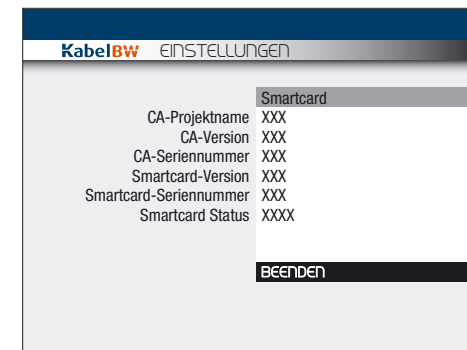 KabelBW EINSTELLUNGEN
Smartcard
CA-Projektname XXX
CA-Version XXX
CA-Seriennummer XXX
Smartcard-Version XXX
Smartcard-Seriennummer XXX
Smartcard Status XXXX
BEENDEN